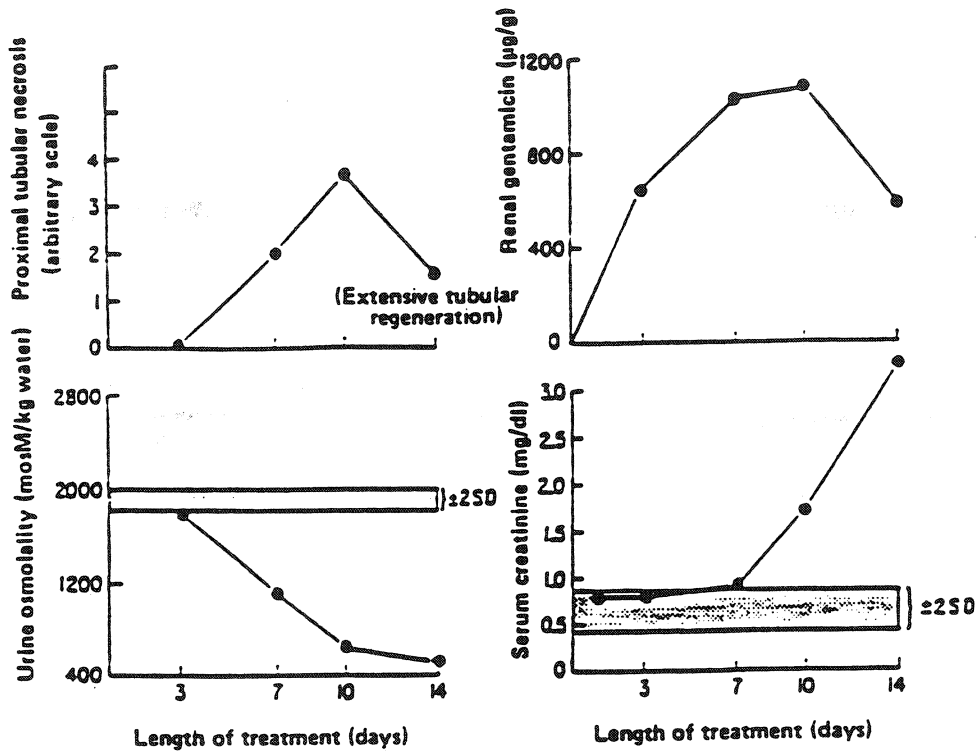 Proximal tubular necrosis
(arbitrary scale)
4
3
2
1
0
(Extensive tubular
regeneration)
Renal gentamicin (µg/g)
1200
800
400
0
Urine osmolality (mosM/kg water)
2800
2000
1200
400
±2SD
3
7
10
14
Length of treatment (days)
Serum creatinine (mg/dl)
3.0
2.5
2.0
1.5
1.0
0.5
0
±2SD
3
7
10
14
Length of treatment (days)